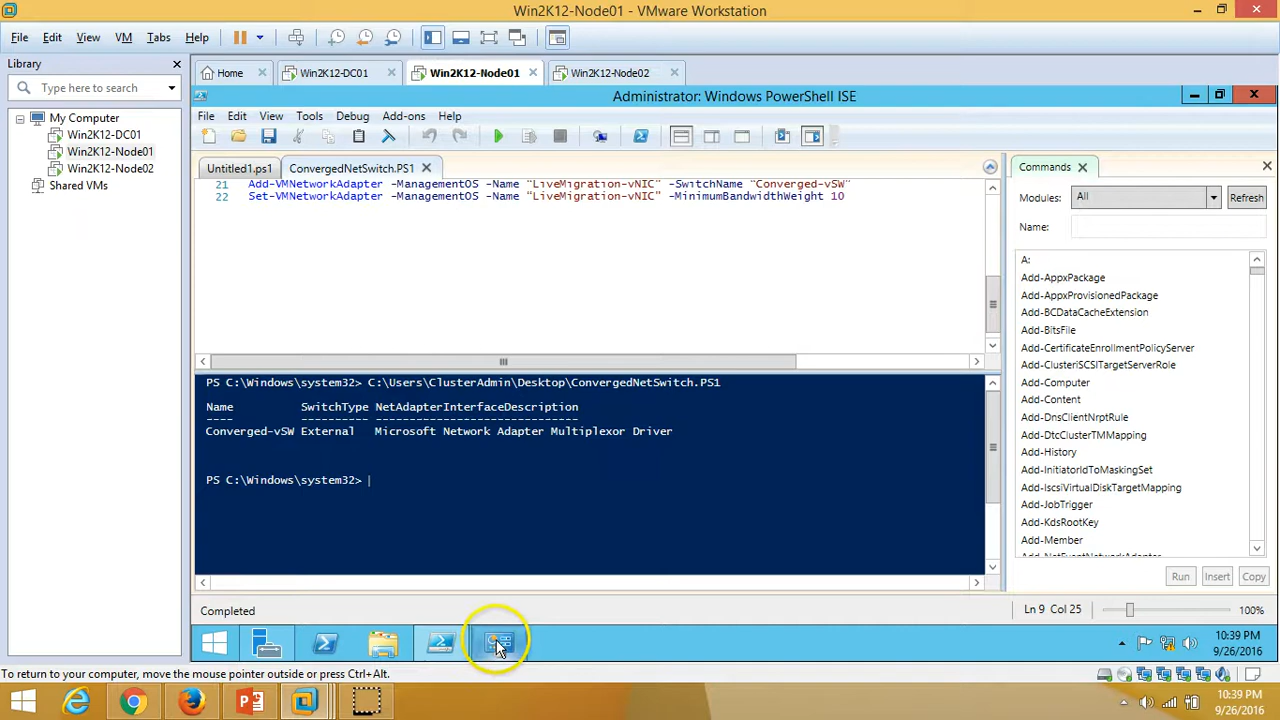 Win2K12-Node01 - VMware Workstation
File Edit View VM Tabs Help
Library
Type here to search
My Computer
Win2K12-DC01
Win2K12-Node01
Win2K12-Node02
Shared VMs
Home Win2K12-DC01 Win2K12-Node01 Win2K12-Node02
Administrator: Windows PowerShell ISE
File Edit View Tools Debug Add-ons Help
Untitled1.ps1 ConvergedNetSwitch.PS1
21 Add-VMNetworkAdapter -ManagementOS -Name "LiveMigration-vNIC" -SwitchName "Converged-vSW"
22 Set-VMNetworkAdapter -ManagementOS -Name "LiveMigration-vNIC" -MinimumBandwidthWeight 10
PS C:\Windows\system32> C:\Users\ClusterAdmin\Desktop\ConvergedNetSwitch.PS1
Name SwitchType NetAdapterInterfaceDescription
---- ---------- ------------------------------
Converged-vSW External Microsoft Network Adapter Multiplexor Driver
PS C:\Windows\system32>
Commands
Modules: All Refresh
Name:
A:
Add-AppxPackage
Add-AppxProvisionedPackage
Add-BCDataCacheExtension
Add-BitsFile
Add-CertificateEnrollmentPolicyServer
Add-ClusteriSCSITargetServerRole
Add-Computer
Add-Content
Add-DnsClientNrptRule
Add-DtcClusterTMMapping
Add-History
Add-InitiatorIdToMaskingSet
Add-IscsiVirtualDiskTargetMapping
Add-JobTrigger
Add-KdsRootKey
Add-Member
Add-NetEventNetworkAdapter
Run Insert Copy
Completed
Ln 9 Col 25 100%
10:39 PM
9/26/2016
To return to your computer, move the mouse pointer outside or press Ctrl+Alt.
10:39 PM
9/26/2016